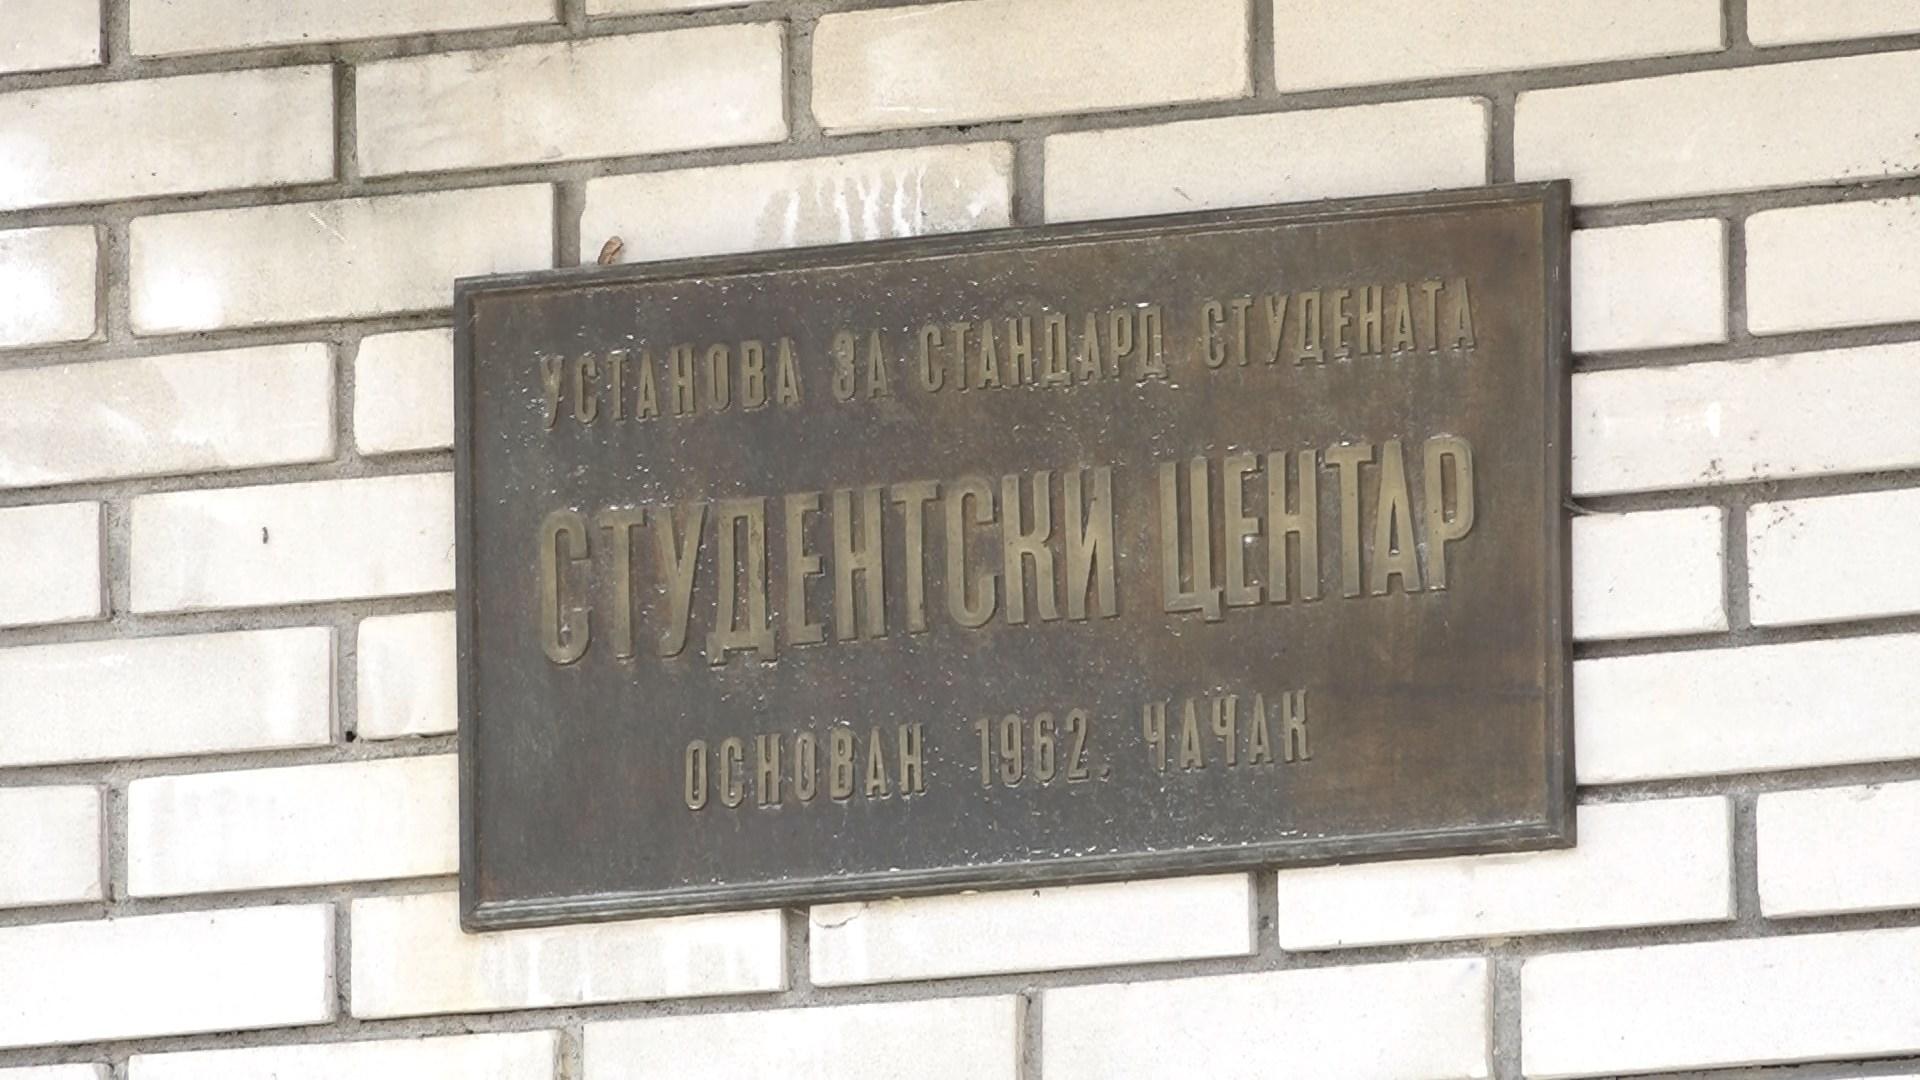 УСТАНОВА ЗА СТАНДАРД СТУДЕНАТА
СТУДЕНТСКИ ЦЕНТАР
ОСНОВАН 1962. ЧАЧАК